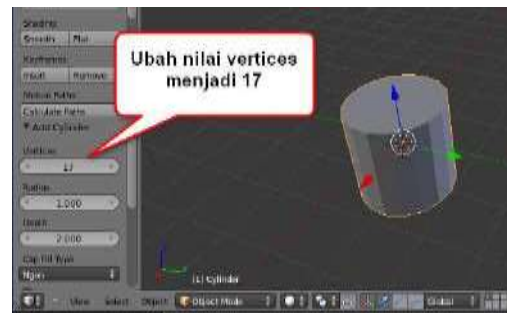 Shading:
Smooth Flat
Keyframes:
Insert Remove
Motion Paths:
Calculate Paths
Add Cylinder
Vertices
17
Radius
1.000
Depth
2.000
Cap Fill Type
Ngon
Ubah nilai vertices
menjadi 17
(1) Cylinder
View Select Object Object Mode Global